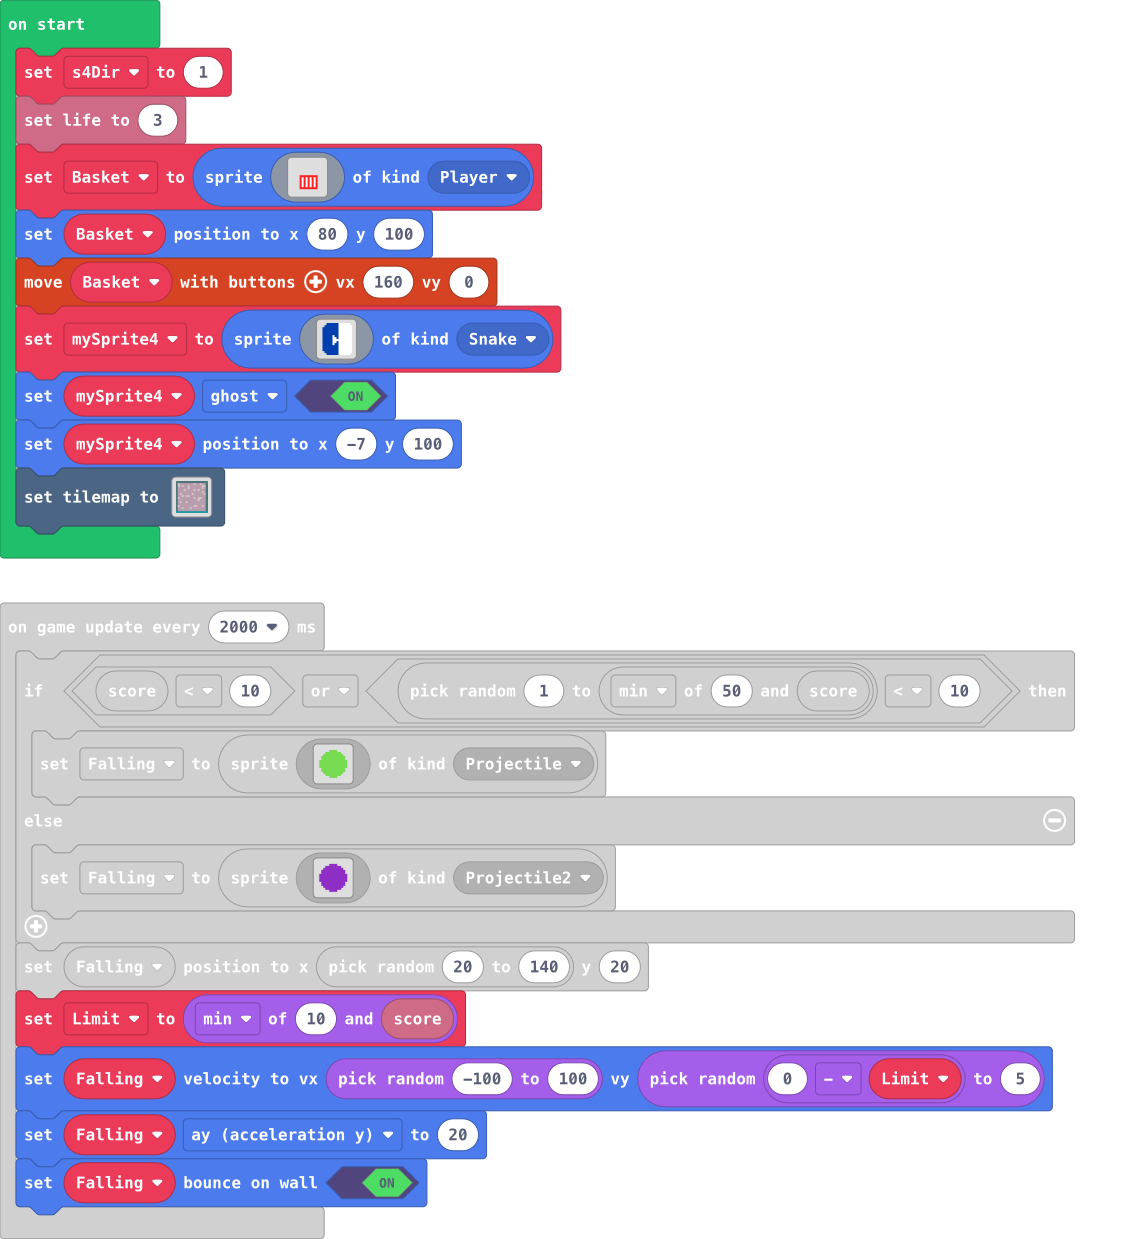 on start
set s4Dir to 1
set life to 3
set Basket to sprite of kind Player
set Basket position to x 80 y 100
move Basket with buttons vx 160 vy 0
set mySprite4 to sprite of kind Snake
set mySprite4 ghost ON
set mySprite4 position to x −7 y 100
set tilemap to
on game update every 2000 ms
if score < 10 or pick random 1 to min of 50 and score < 10 then
set Falling to sprite of kind Projectile
else
set Falling to sprite of kind Projectile2
set Falling position to x pick random 20 to 140 y 20
set Limit to min of 10 and score
set Falling velocity to vx pick random −100 to 100 vy pick random 0 − Limit to 5
set Falling ay (acceleration y) to 20
set Falling bounce on wall ON